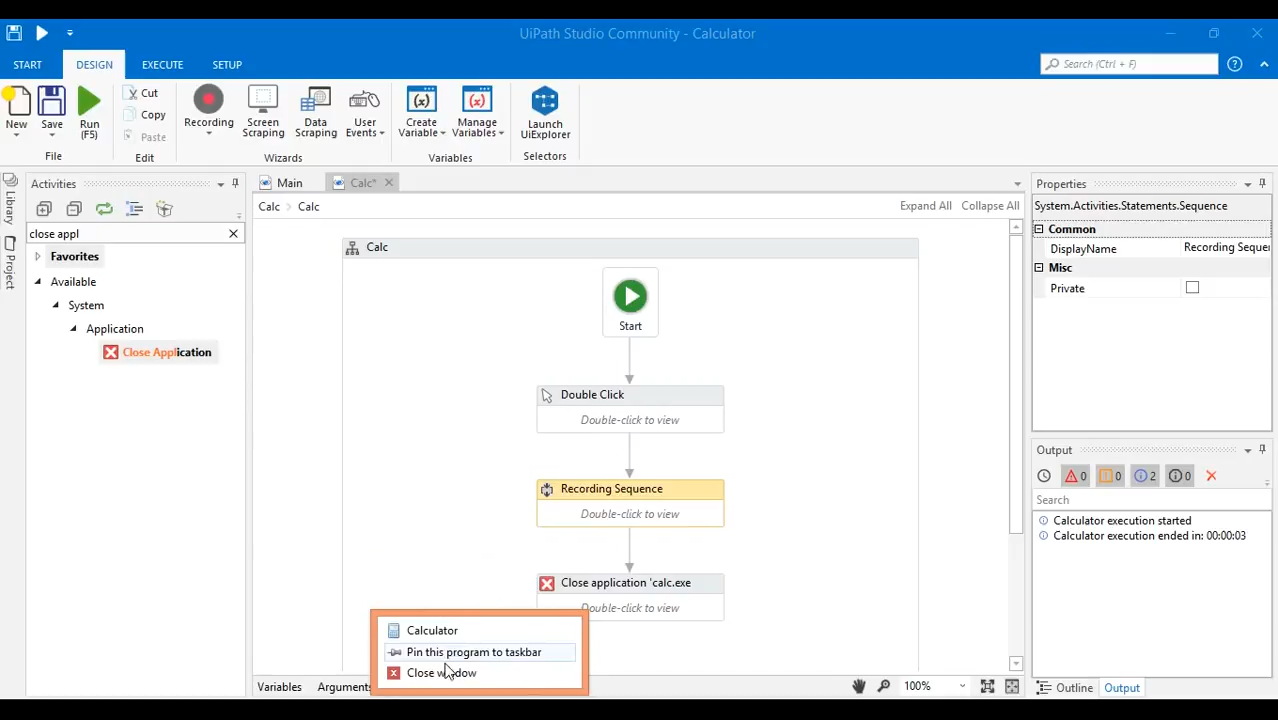 UiPath Studio Community - Calculator
START DESIGN EXECUTE SETUP
Search (Ctrl + F)
New
Save
Run
(F5)
Cut
Copy
Paste
Recording
Screen
Scraping
Data
Scraping
User
Events
Create
Variable
Manage
Variables
Launch
UiExplorer
File Edit Wizards Variables Selectors
Library
Project
Activities
close appl
Favorites
Available
System
Application
Close Application
Main Calc*
Calc > Calc
Expand All Collapse All
Calc
Start
Double Click
Double-click to view
Recording Sequence
Double-click to view
Close application 'calc.exe
Double-click to view
Calculator
Pin this program to taskbar
Close window
Variables Arguments
100%
Properties
System.Activities.Statements.Sequence
Common
DisplayName Recording Sequer
Misc
Private
Output
0 0 2 0
Search
Calculator execution started
Calculator execution ended in: 00:00:03
Outline Output